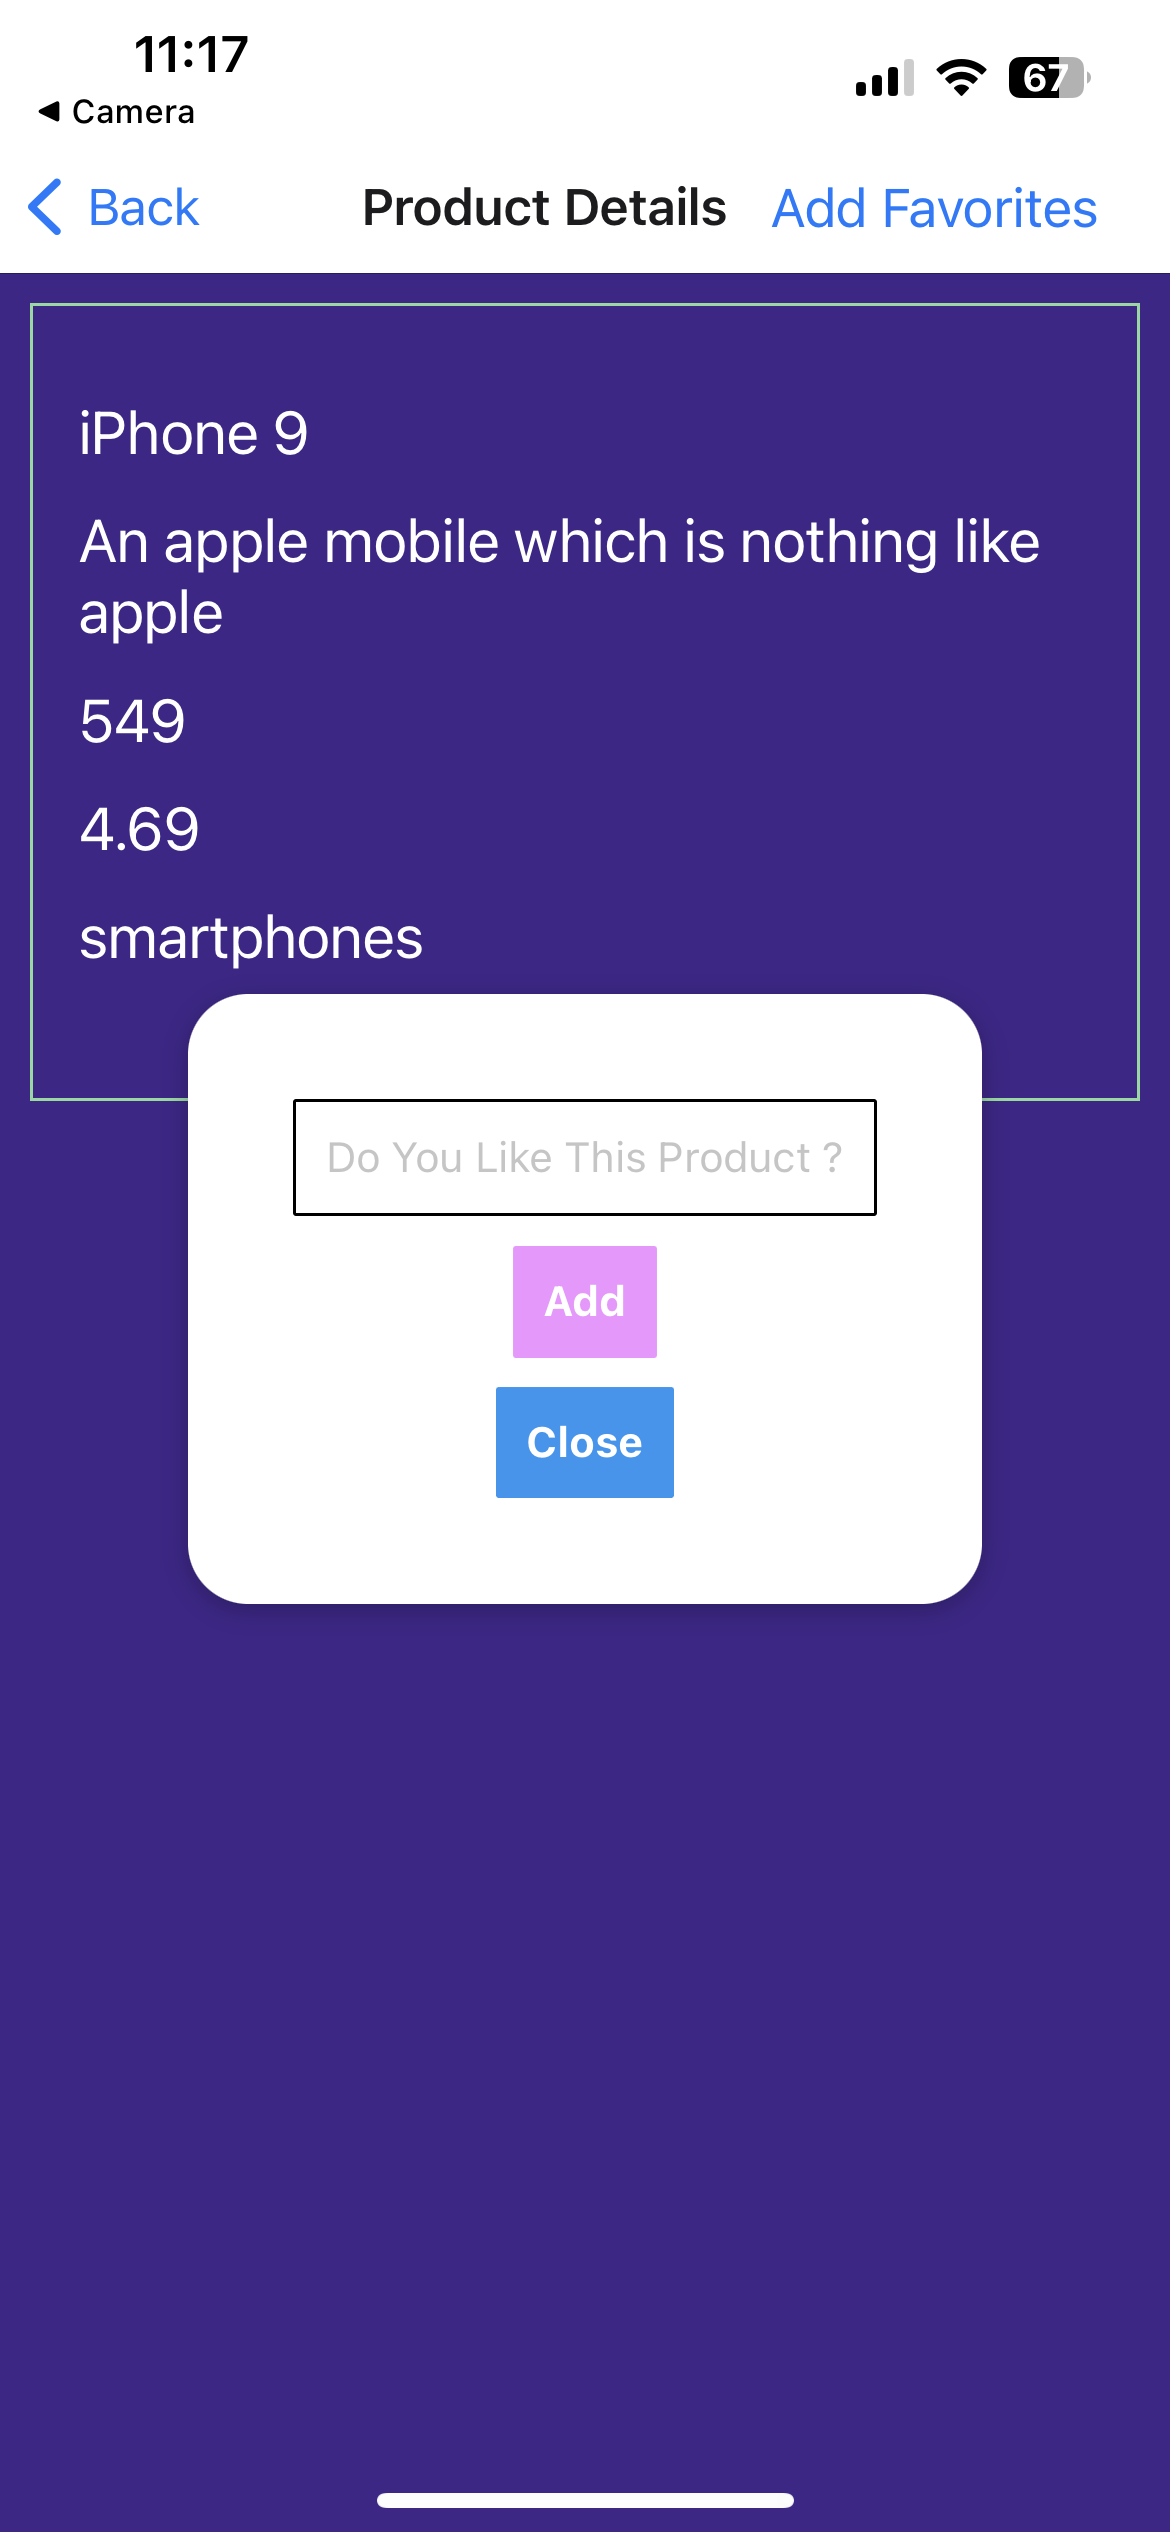 11:17
67
◀ Camera
Back
Product Details
Add Favorites
iPhone 9
An apple mobile which is nothing like
apple
549
4.69
smartphones
Do You Like This Product ?
Add
Close